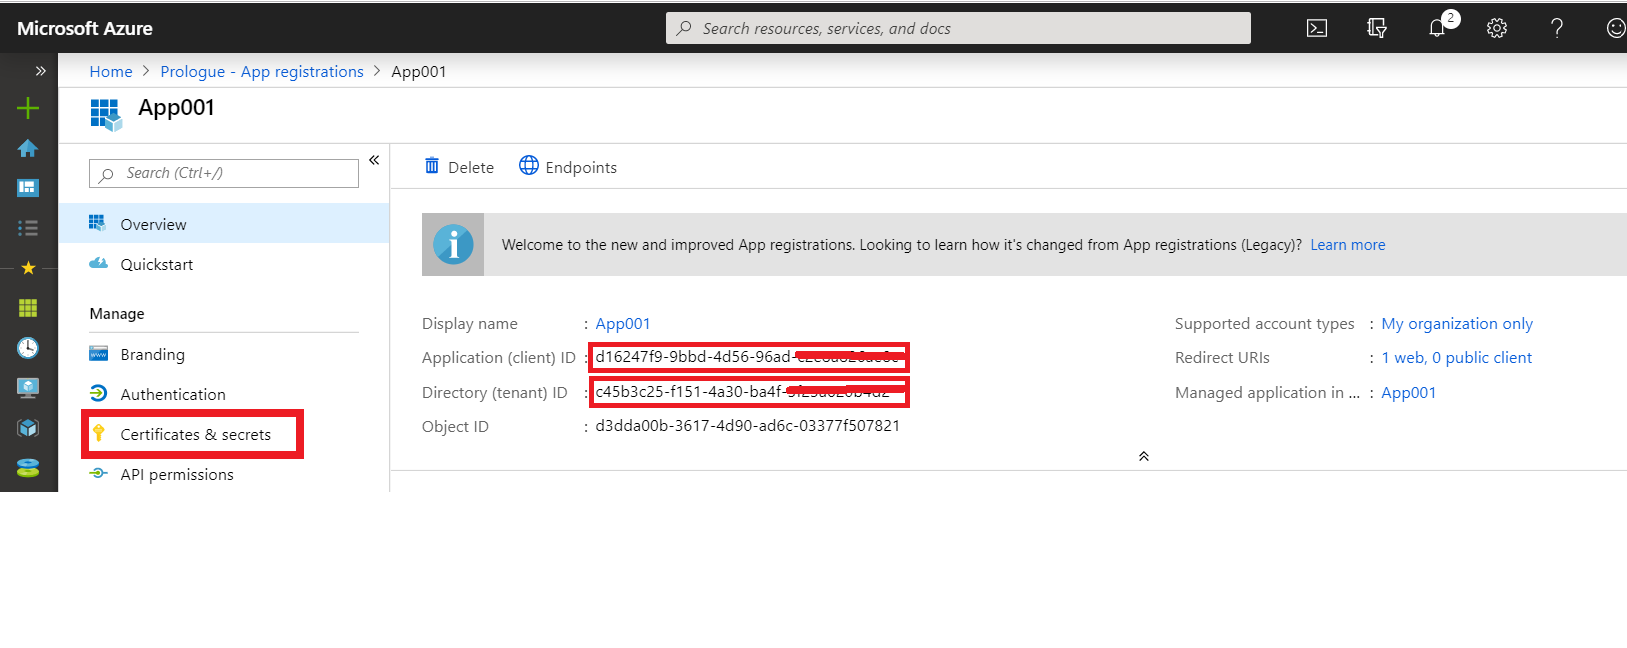 Microsoft Azure
Search resources, services, and docs
2
Home > Prologue - App registrations > App001
App001
Search (Ctrl+/)
Delete
Endpoints
Overview
Quickstart
Manage
Branding
Authentication
Certificates & secrets
API permissions
Welcome to the new and improved App registrations. Looking to learn how it's changed from App registrations (Legacy)? Learn more
Display name : App001
Application (client) ID : d16247f9-9bbd-4d56-96ad-
Directory (tenant) ID : c45b3c25-f151-4a30-ba4f-
Object ID : d3dda00b-3617-4d90-ad6c-03377f507821
Supported account types : My organization only
Redirect URIs : 1 web, 0 public client
Managed application in ... : App001